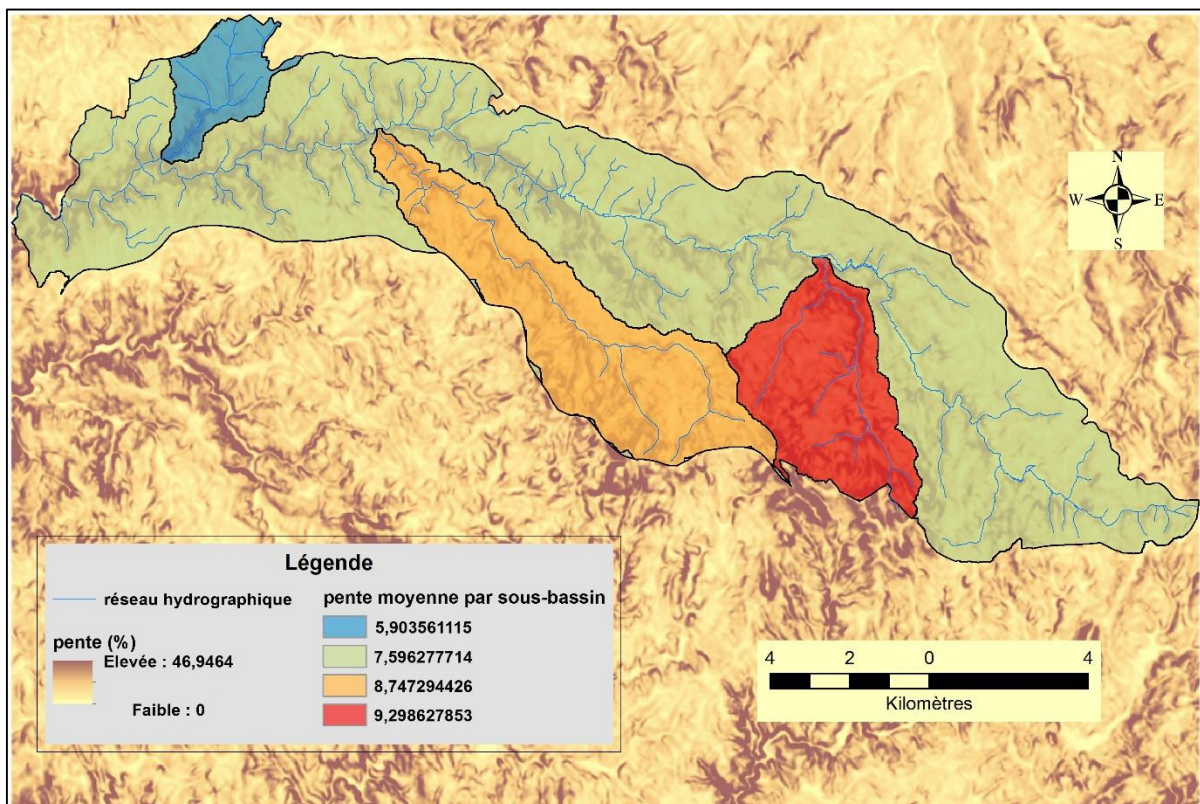 N
W E
S
Légende
réseau hydrographique
pente (%)
Elevée : 46,9464
Faible : 0
pente moyenne par sous-bassin
5,903561115
7,596277714
8,747294426
9,298627853
4 2 0 4
Kilomètres